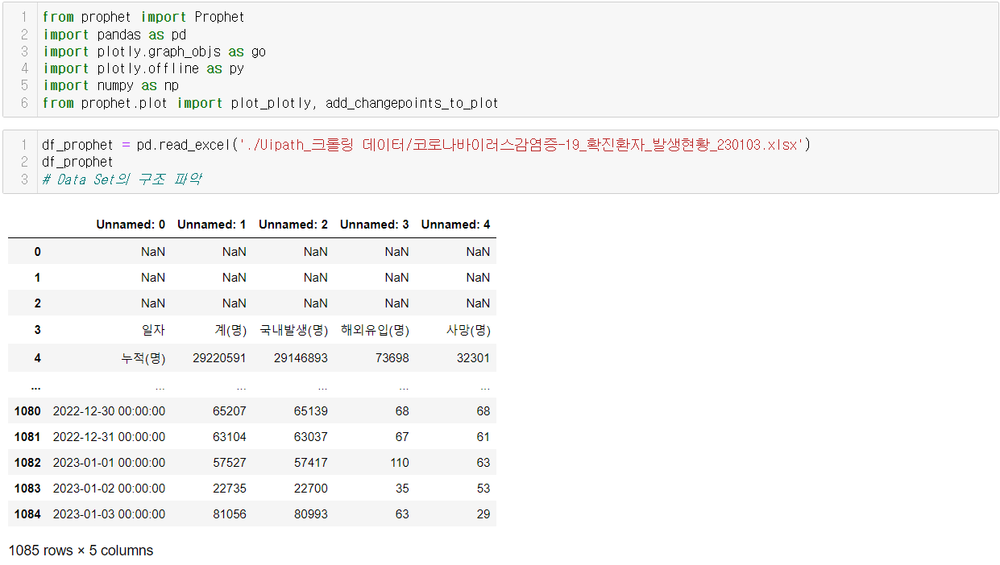 1 from prophet import Prophet
2 import pandas as pd
3 import plotly.graph_objs as go
4 import plotly.offline as py
5 import numpy as np
6 from prophet.plot import plot_plotly, add_changepoints_to_plot
1 df_prophet = pd.read_excel('./Uipath_크롤링 데이터/코로나바이러스감염증-19_확진환자_발생현황_230103.xlsx')
2 df_prophet
3 # Data Set의 구조 파악
Unnamed: 0 Unnamed: 1 Unnamed: 2 Unnamed: 3 Unnamed: 4
0 NaN NaN NaN NaN NaN
1 NaN NaN NaN NaN NaN
2 NaN NaN NaN NaN NaN
3 일자 계(명) 국내발생(명) 해외유입(명) 사망(명)
4 누적(명) 29220591 29146893 73698 32301
... ... ... ... ... ...
1080 2022-12-30 00:00:00 65207 65139 68 68
1081 2022-12-31 00:00:00 63104 63037 67 61
1082 2023-01-01 00:00:00 57527 57417 110 63
1083 2023-01-02 00:00:00 22735 22700 35 53
1084 2023-01-03 00:00:00 81056 80993 63 29
1085 rows × 5 columns